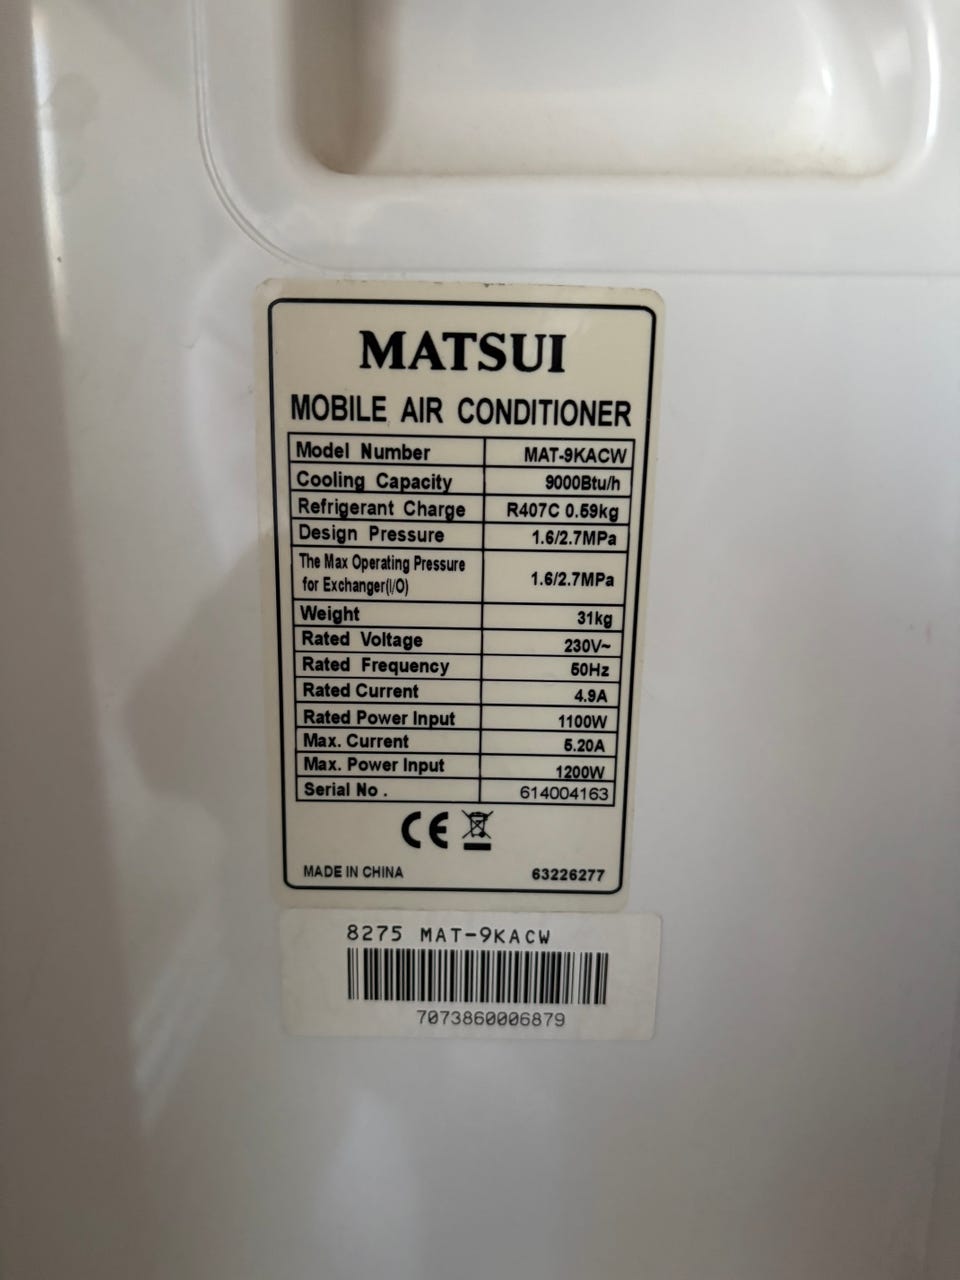 MATSUI
MOBILE AIR CONDITIONER
Model Number MAT-9KACW
Cooling Capacity 9000Btu/h
Refrigerant Charge R407C 0.59kg
Design Pressure 1.6/2.7MPa
The Max Operating Pressure
for Exchanger(I/O) 1.6/2.7MPa
Weight 31kg
Rated Voltage 230V~
Rated Frequency 50Hz
Rated Current 4.9A
Rated Power Input 1100W
Max. Current 5.20A
Max. Power Input 1200W
Serial No . 614004163
CE
MADE IN CHINA 63226277
8275 MAT-9KACW
7073860006879